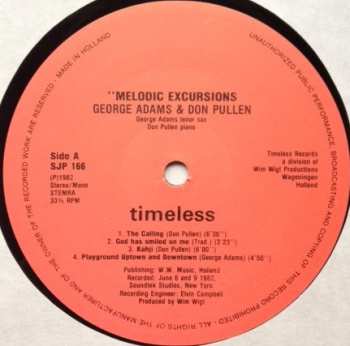 MADE IN HOLLAND
UNAUTHORIZED PUBLIC PERFORMANCE, BROADCASTING AND COPYING OF THIS RECORD PROHIBITED - ALL RIGHTS OF THE MANUFACTURER AND OF THE OWNER OF THE RECORDED WORK ARE RESERVED -
"MELODIC EXCURSIONS
GEORGE ADAMS & DON PULLEN
George Adams tenor sax
Don Pullen piano
Side A
SJP 166
(P)1982
Stereo/Mono
STEMRA
33⅓ RPM
Timeless Records
a division of
Wim Wigt Productions
Wageningen
Holland
timeless
1. The Calling (Don Pullen) (6'35")
2. God has smiled on me (Trad.) (3'23")
3. Kahji (Don Pullen) (6'00")
4. Playground Uptown and Downtown (George Adams) (4'50")
Publishing: W.W. Music, Holland
Recorded: June 6 and 9 1982,
Soundtek Studios, New York.
Recording Engineer: Elvin Campbell
Produced by Wim Wigt